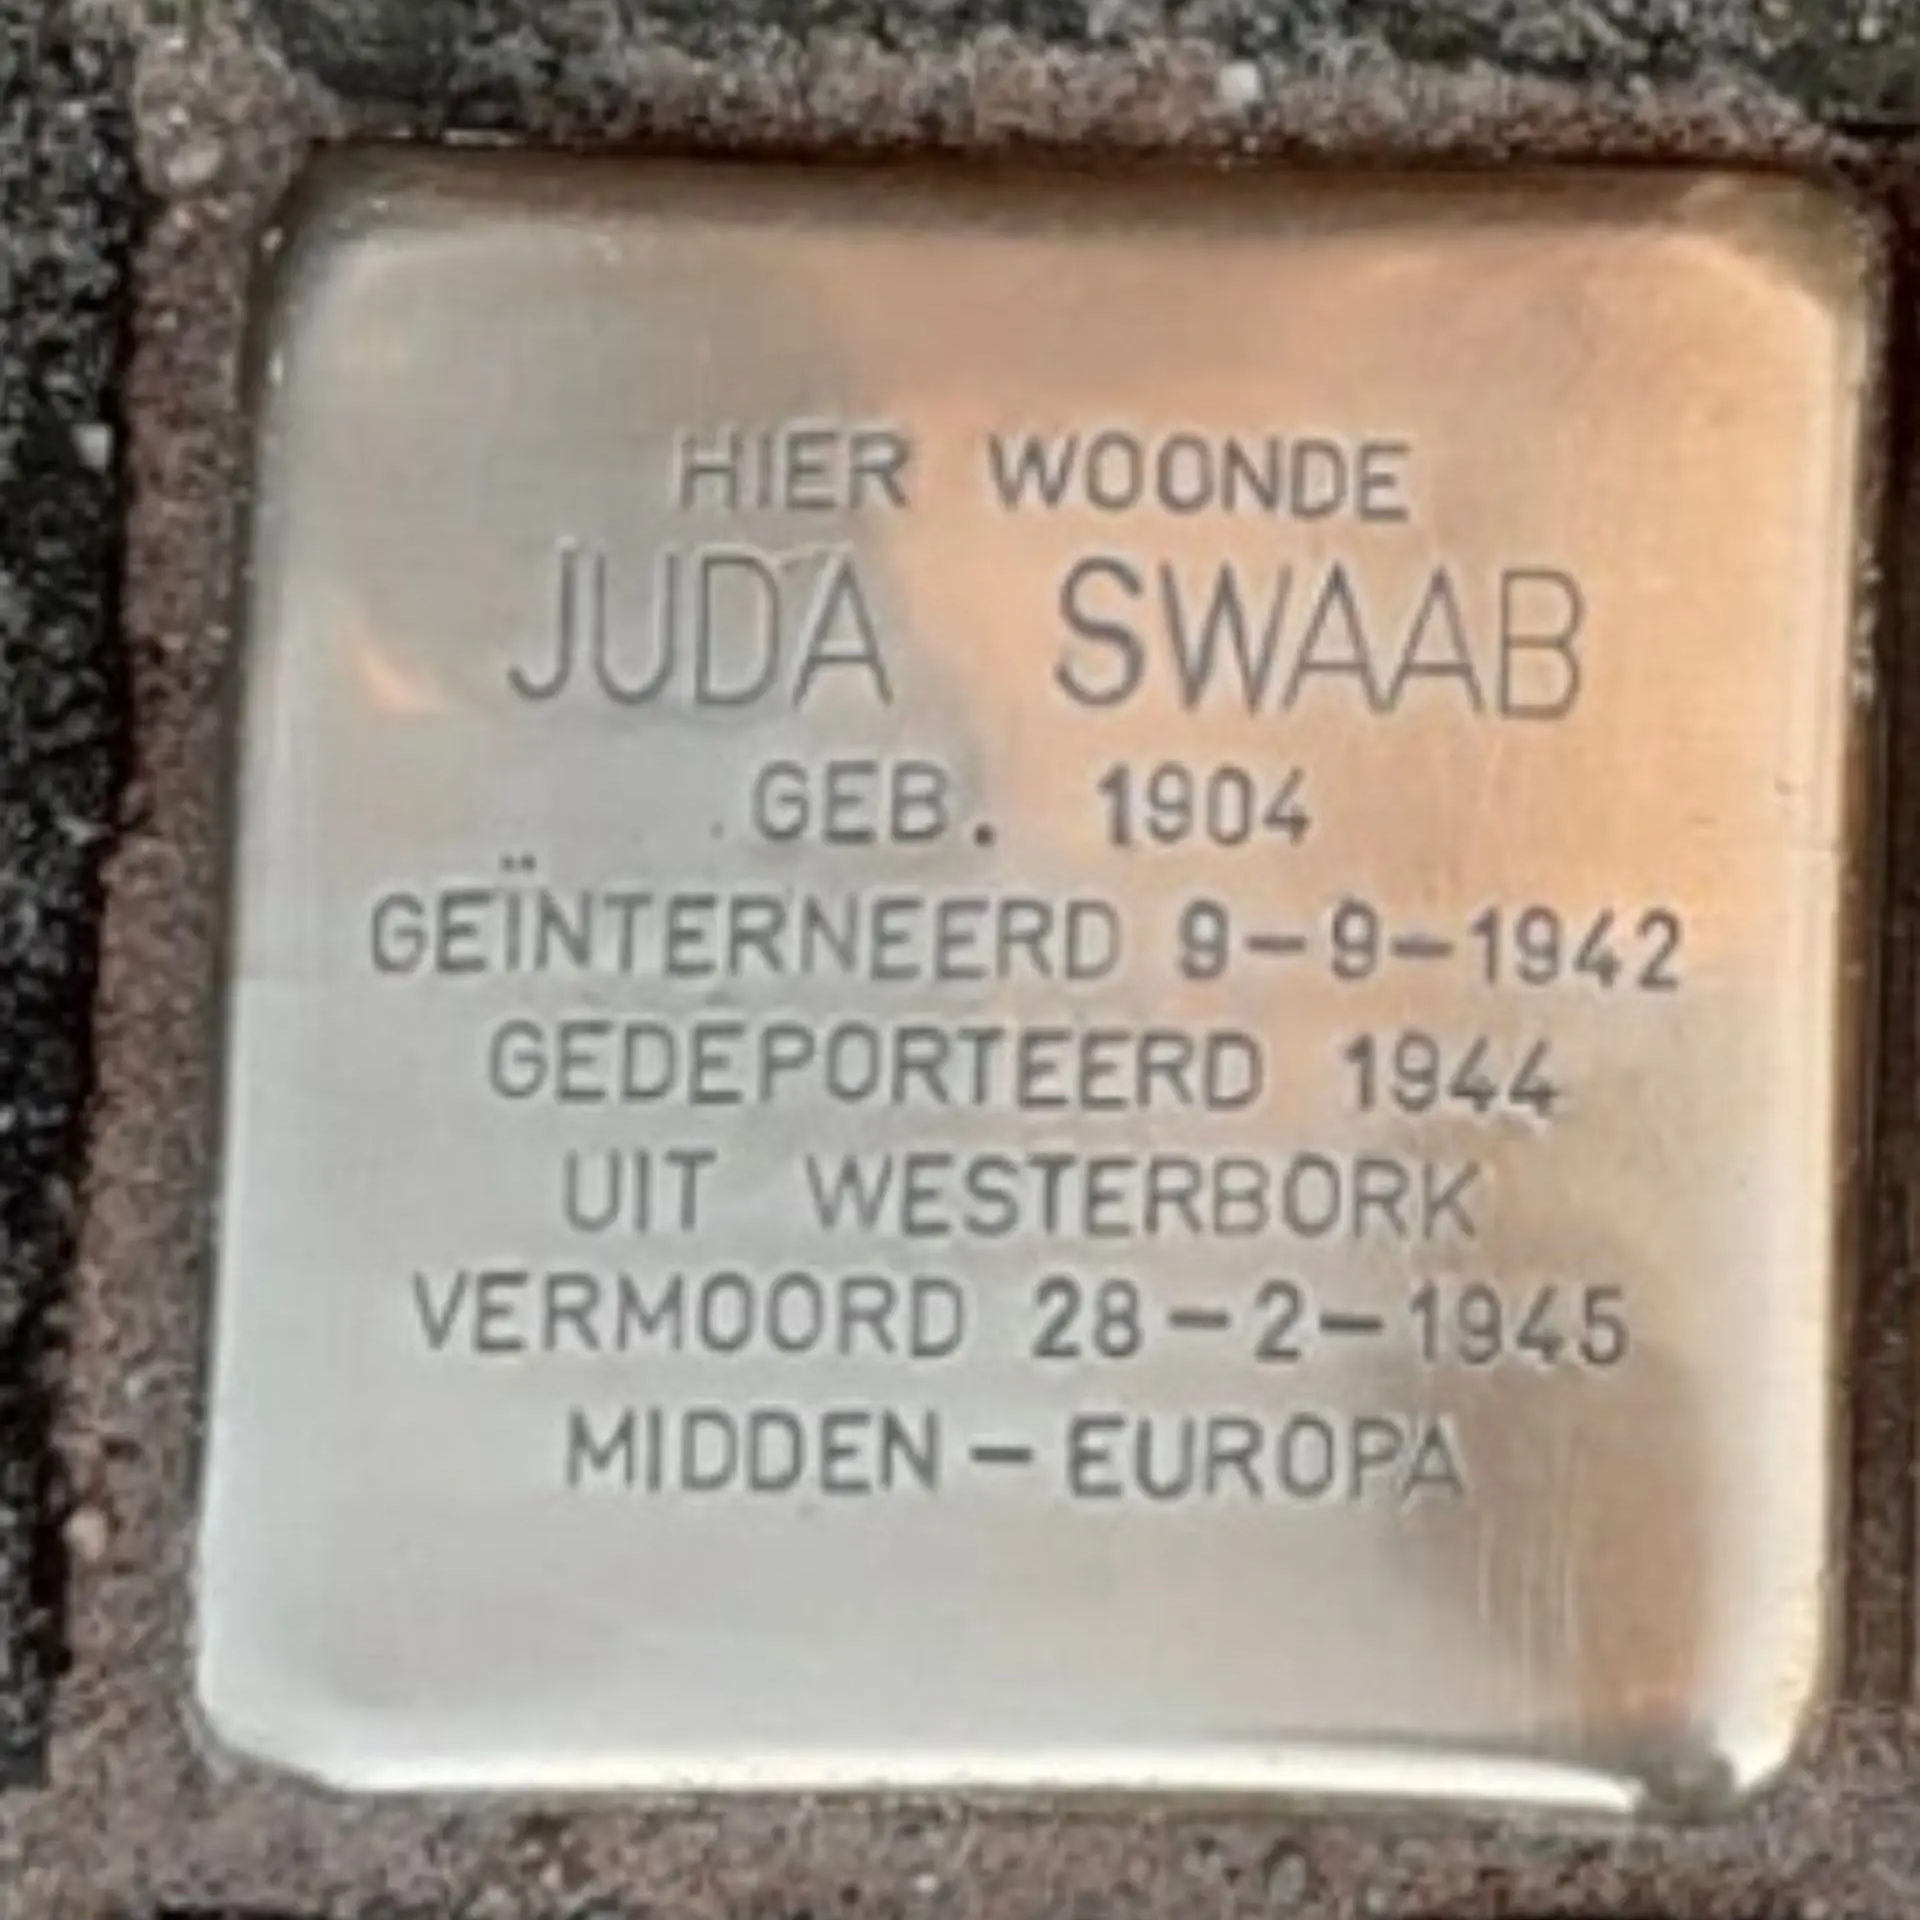 HIER WOONDE
JUDA SWAAB
GEB. 1904
GEÏNTERNEERD 9-9-1942
GEDEPORTEERD 1944
UIT WESTERBORK
VERMOORD 28-2-1945
MIDDEN-EUROPA